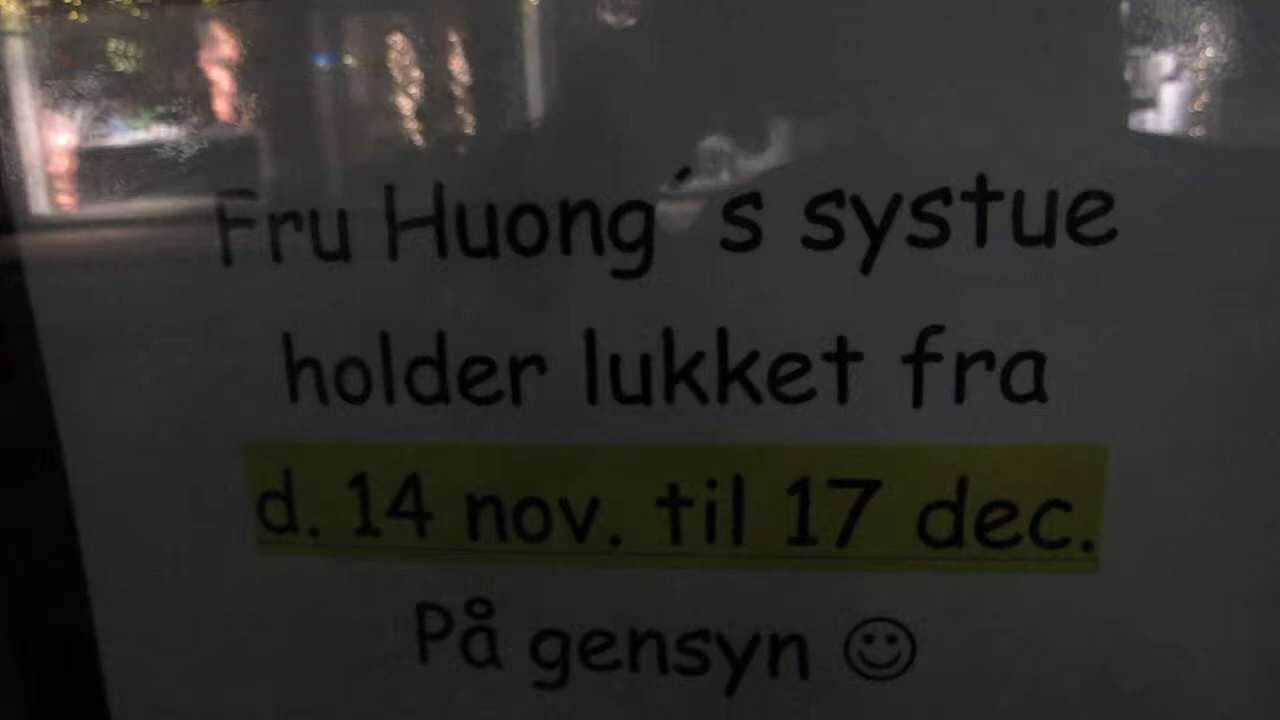 Fru Huong´s systue
holder lukket fra
d. 14 nov. til 17 dec.
På gensyn ☺